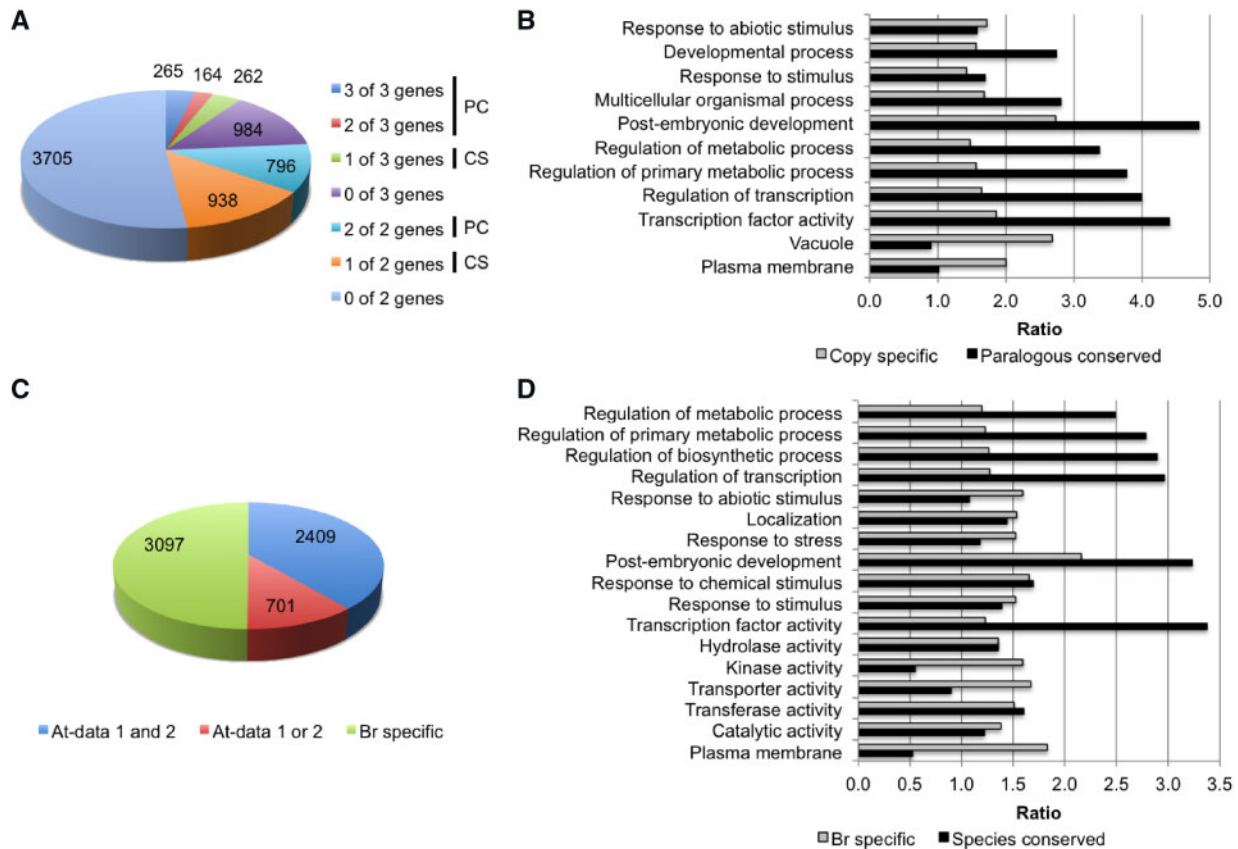 A
265
164
262
984
3705
796
938
3 of 3 genes
2 of 3 genes
PC
1 of 3 genes
CS
0 of 3 genes
2 of 2 genes
PC
1 of 2 genes
CS
0 of 2 genes
B
Response to abiotic stimulus
Developmental process
Response to stimulus
Multicellular organismal process
Post-embryonic development
Regulation of metabolic process
Regulation of primary metabolic process
Regulation of transcription
Transcription factor activity
Vacuole
Plasma membrane
0.0 1.0 2.0 3.0 4.0 5.0
Ratio
Copy specific Paralogous conserved
C
3097
2409
701
At-data 1 and 2 At-data 1 or 2 Br specific
D
Regulation of metabolic process
Regulation of primary metabolic process
Regulation of biosynthetic process
Regulation of transcription
Response to abiotic stimulus
Localization
Response to stress
Post-embryonic development
Response to chemical stimulus
Response to stimulus
Transcription factor activity
Hydrolase activity
Kinase activity
Transporter activity
Transferase activity
Catalytic activity
Plasma membrane
0.0 0.5 1.0 1.5 2.0 2.5 3.0 3.5
Ratio
Br specific Species conserved